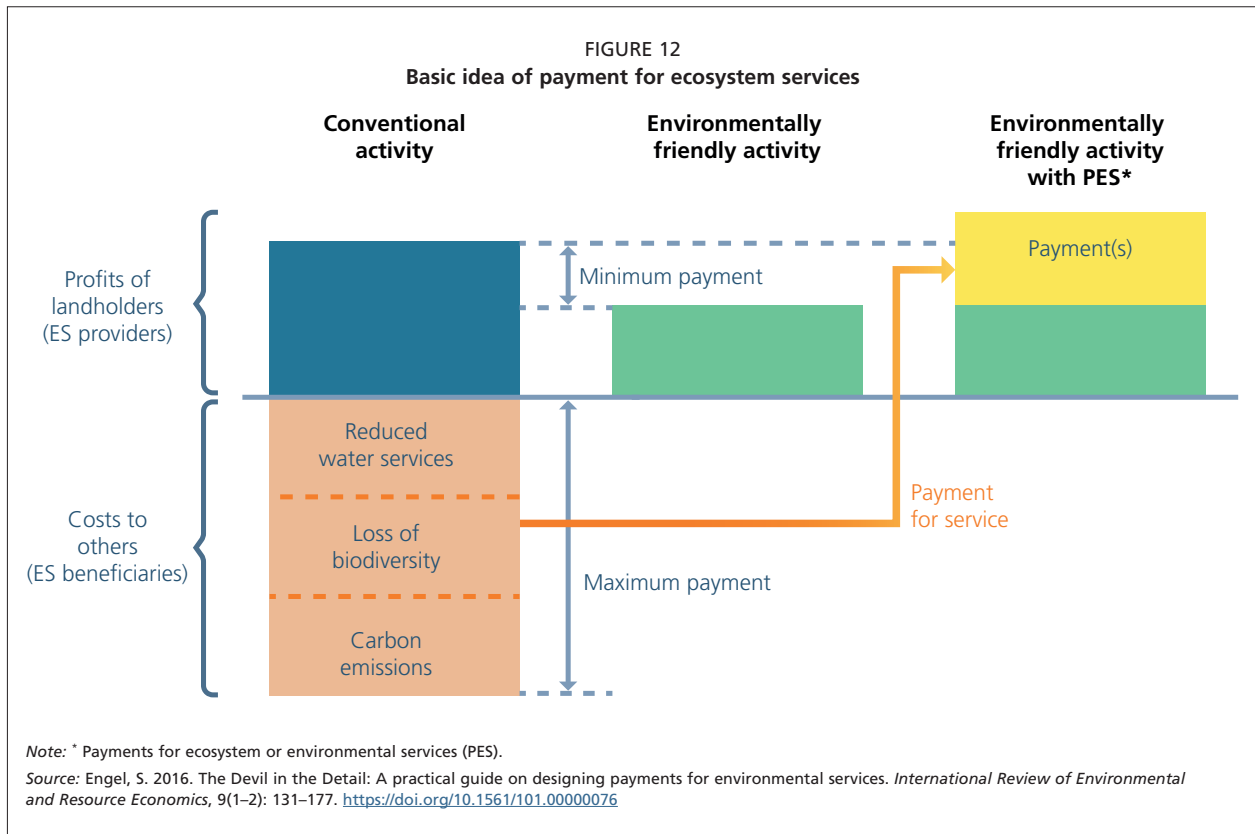 FIGURE 12
Basic idea of payment for ecosystem services
Conventional
activity
Environmentally
friendly activity
Environmentally
friendly activity
with PES*
Profits of
landholders
(ES providers)
Minimum payment
Payment(s)
Reduced
water services
Costs to
others
(ES beneficiaries)
Loss of
biodiversity
Payment
for service
Maximum payment
Carbon
emissions
Note: * Payments for ecosystem or environmental services (PES).
Source: Engel, S. 2016. The Devil in the Detail: A practical guide on designing payments for environmental services. International Review of Environmental
and Resource Economics, 9(1–2): 131–177. https://doi.org/10.1561/101.00000076